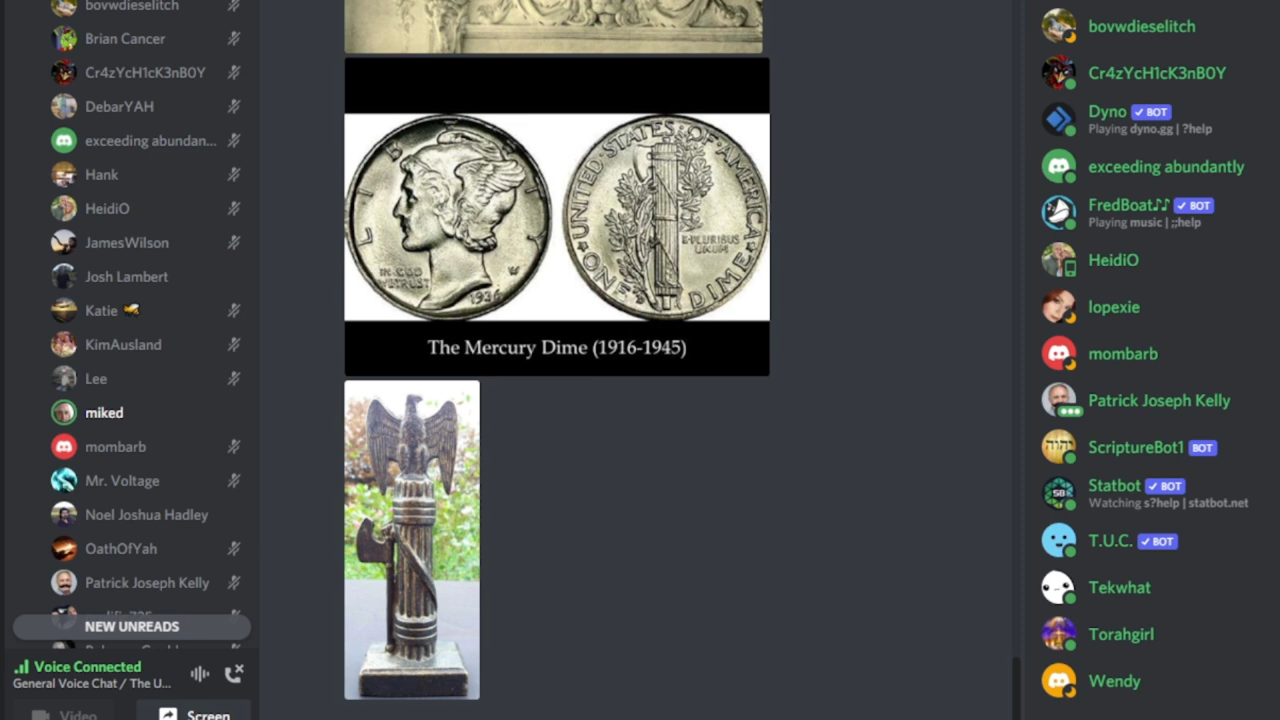 bovwdieselitch
Brian Cancer
Cr4zYcH1cK3nB0Y
DebarYAH
exceeding abundan...
Hank
HeidiO
JamesWilson
Josh Lambert
Katie
KimAusland
Lee
miked
mombarb
Mr. Voltage
Noel Joshua Hadley
OathOfYah
Patrick Joseph Kelly
NEW UNREADS
Voice Connected
General Voice Chat / The U...
Video
Screen
LIBERTY
IN GOD
WE TRUST
1936
W
UNITED·STATES·OF·AMERICA
E·PLURIBUS
UNUM
ONE DIME
The Mercury Dime (1916-1945)
bovwdieselitch
Cr4zYcH1cK3nB0Y
Dyno ✓ BOT
Playing dyno.gg | ?help
exceeding abundantly
FredBoat♪♪ ✓ BOT
Playing music | ;;help
HeidiO
lopexie
mombarb
Patrick Joseph Kelly
יהוה
ScriptureBot1 BOT
SB
Statbot ✓ BOT
Watching s?help | statbot.net
T.U.C. ✓ BOT
Tekwhat
Torahgirl
Wendy